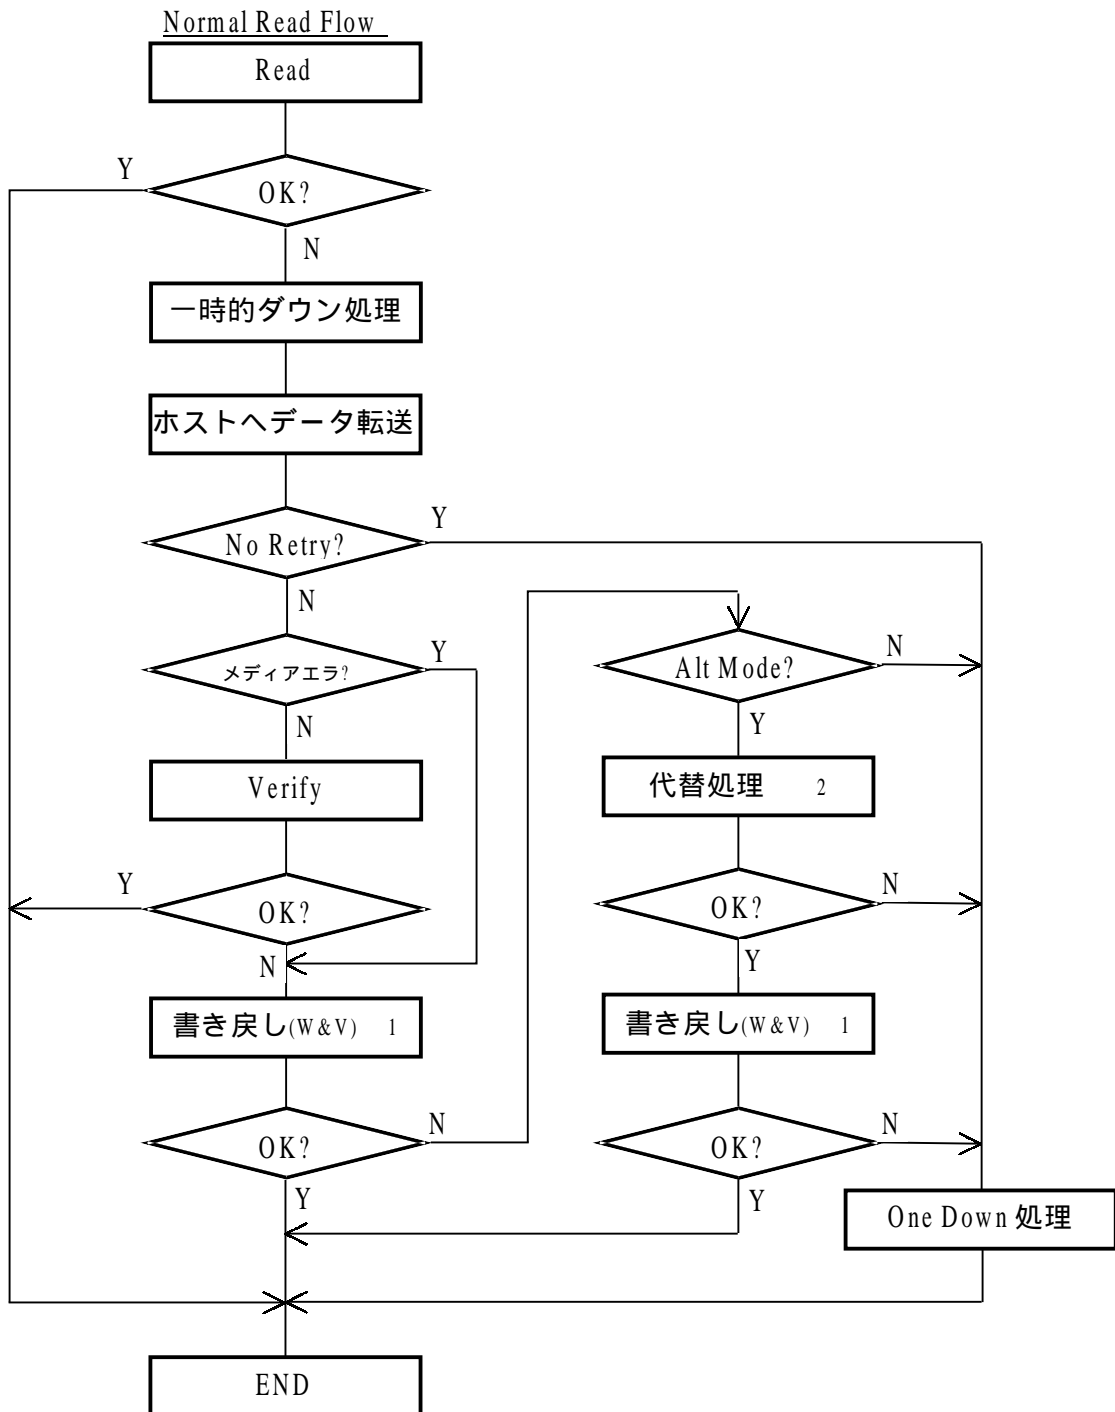 Normal Read Flow
Read
Y
OK?
N
一時的ダウン処理
ホストへデータ転送
Y
No Retry?
N
Y
メディアエラ?
N
Verify
Y
OK?
N
書き戻し(W&V) 1
N
OK?
Y
Alt Mode?
N
Y
代替処理 2
N
OK?
Y
書き戻し(W&V) 1
N
OK?
Y
One Down 処理
END